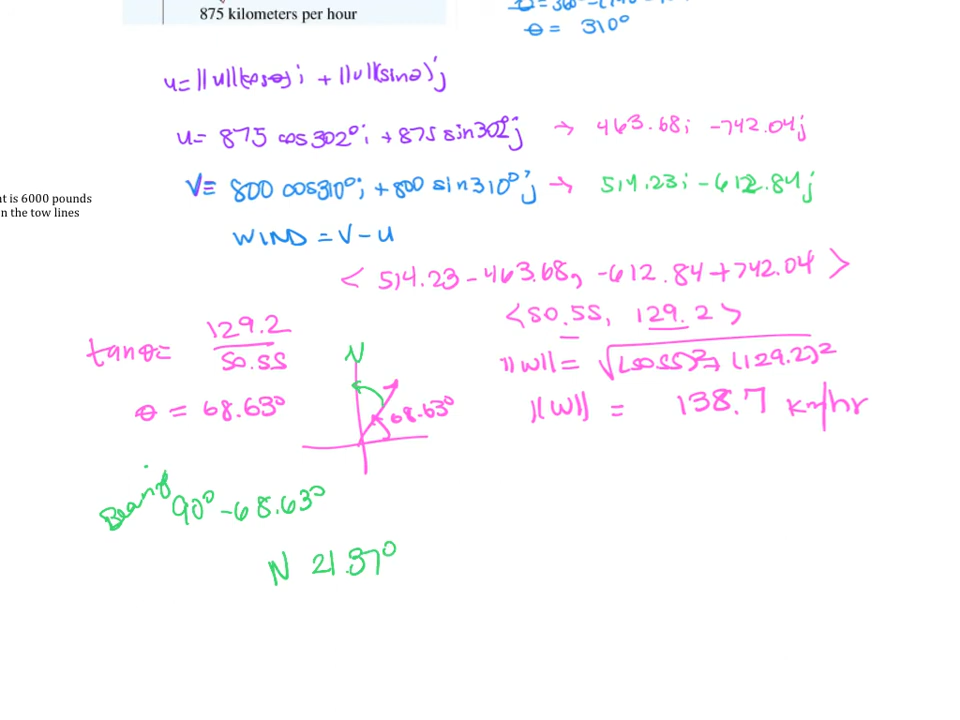 875 kilometers per hour
θ = 310°
u = ||u||(cosθ)i + ||u||(sinθ)j
u = 875 cos 302° i + 875 sin 302° j → 463.68i - 742.04j
V = 800 cos 310° i + 800 sin 310° j → 514.23i - 612.84j
nt is 6000 pounds
n the tow lines
WIND = V - u
< 514.23 - 463.68, -612.84 + 742.04 >
< 50.55, 129.2 >
tanθ = 129.2 / 50.55
N
||w|| = √(50.55)² + (129.2)²
θ = 68.63°
68.63°
||w|| = 138.7 km/hr
Bearing 90° - 68.63°
N 21.37°